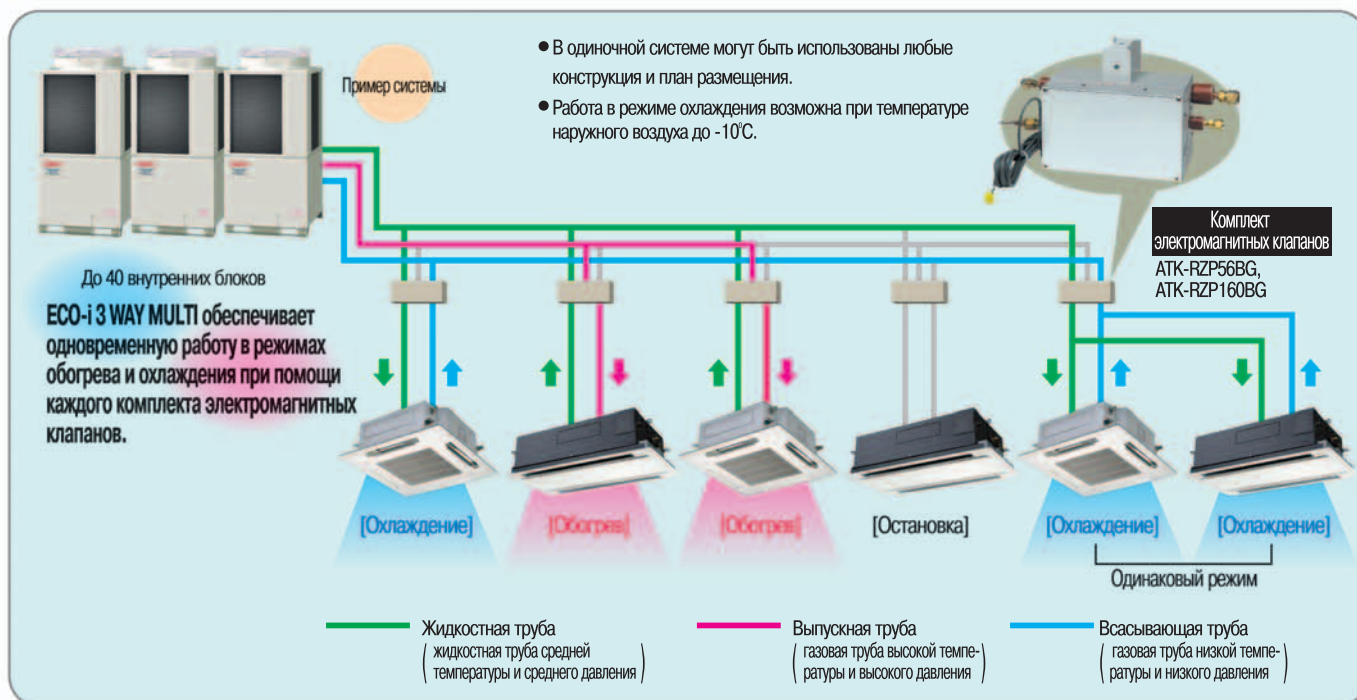 Пример системы
● В одиночной системе могут быть использованы любые
конструкция и план размещения.
● Работа в режиме охлаждения возможна при температуре
наружного воздуха до -10°C.
Комплект
электромагнитных клапанов
ATK-RZP56BG,
ATK-RZP160BG
До 40 внутренних блоков
ECO-i 3 WAY MULTI обеспечивает
одновременную работу в режимах
обогрева и охлаждения при помощи
каждого комплекта электромагнитных
клапанов.
[Охлаждение]
[Обогрев]
[Обогрев]
[Остановка]
[Охлаждение]
[Охлаждение]
Одинаковый режим
Жидкостная труба
( жидкостная труба средней
температуры и среднего давления )
Выпускная труба
( газовая труба высокой темпе-
ратуры и высокого давления )
Всасывающая труба
( газовая труба низкой темпе-
ратуры и низкого давления )